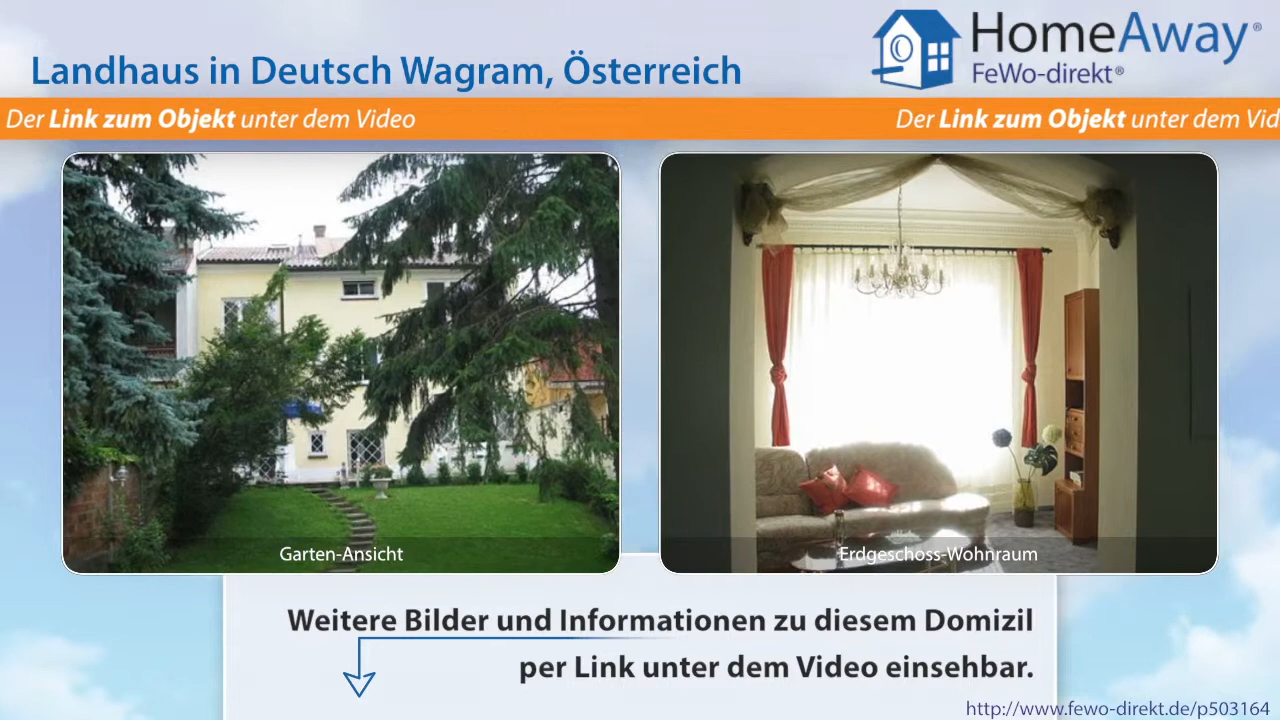 HomeAway®
FeWo-direkt®
Landhaus in Deutsch Wagram, Österreich
Der Link zum Objekt unter dem Video
Der Link zum Objekt unter dem Vid
Garten-Ansicht
Erdgeschoss-Wohnraum
Weitere Bilder und Informationen zu diesem Domizil
per Link unter dem Video einsehbar.
http://www.fewo-direkt.de/p503164